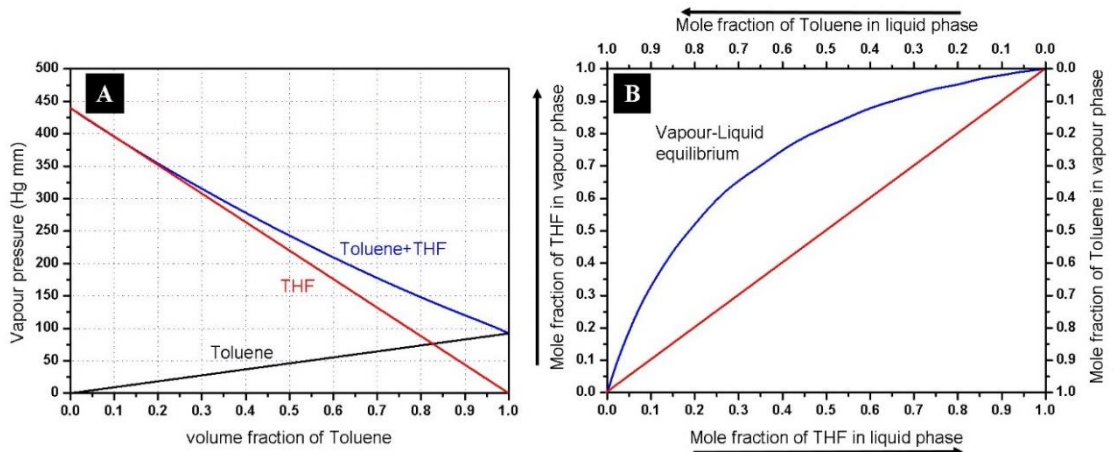 A
500
450
400
350
300
250
200
150
100
50
0
Vapour pressure (Hg mm)
Toluene+THF
THF
Toluene
0.0 0.1 0.2 0.3 0.4 0.5 0.6 0.7 0.8 0.9 1.0
volume fraction of Toluene
Mole fraction of Toluene in liquid phase
1.0 0.9 0.8 0.7 0.6 0.5 0.4 0.3 0.2 0.1 0.0
B
Mole fraction of THF in vapour phase
1.0
0.9
0.8
0.7
0.6
0.5
0.4
0.3
0.2
0.1
0.0
Vapour-Liquid
equilibrium
0.0
0.1
0.2
0.3
0.4
0.5
0.6
0.7
0.8
0.9
1.0
Mole fraction of Toluene in vapour phase
0.0 0.1 0.2 0.3 0.4 0.5 0.6 0.7 0.8 0.9 1.0
Mole fraction of THF in liquid phase